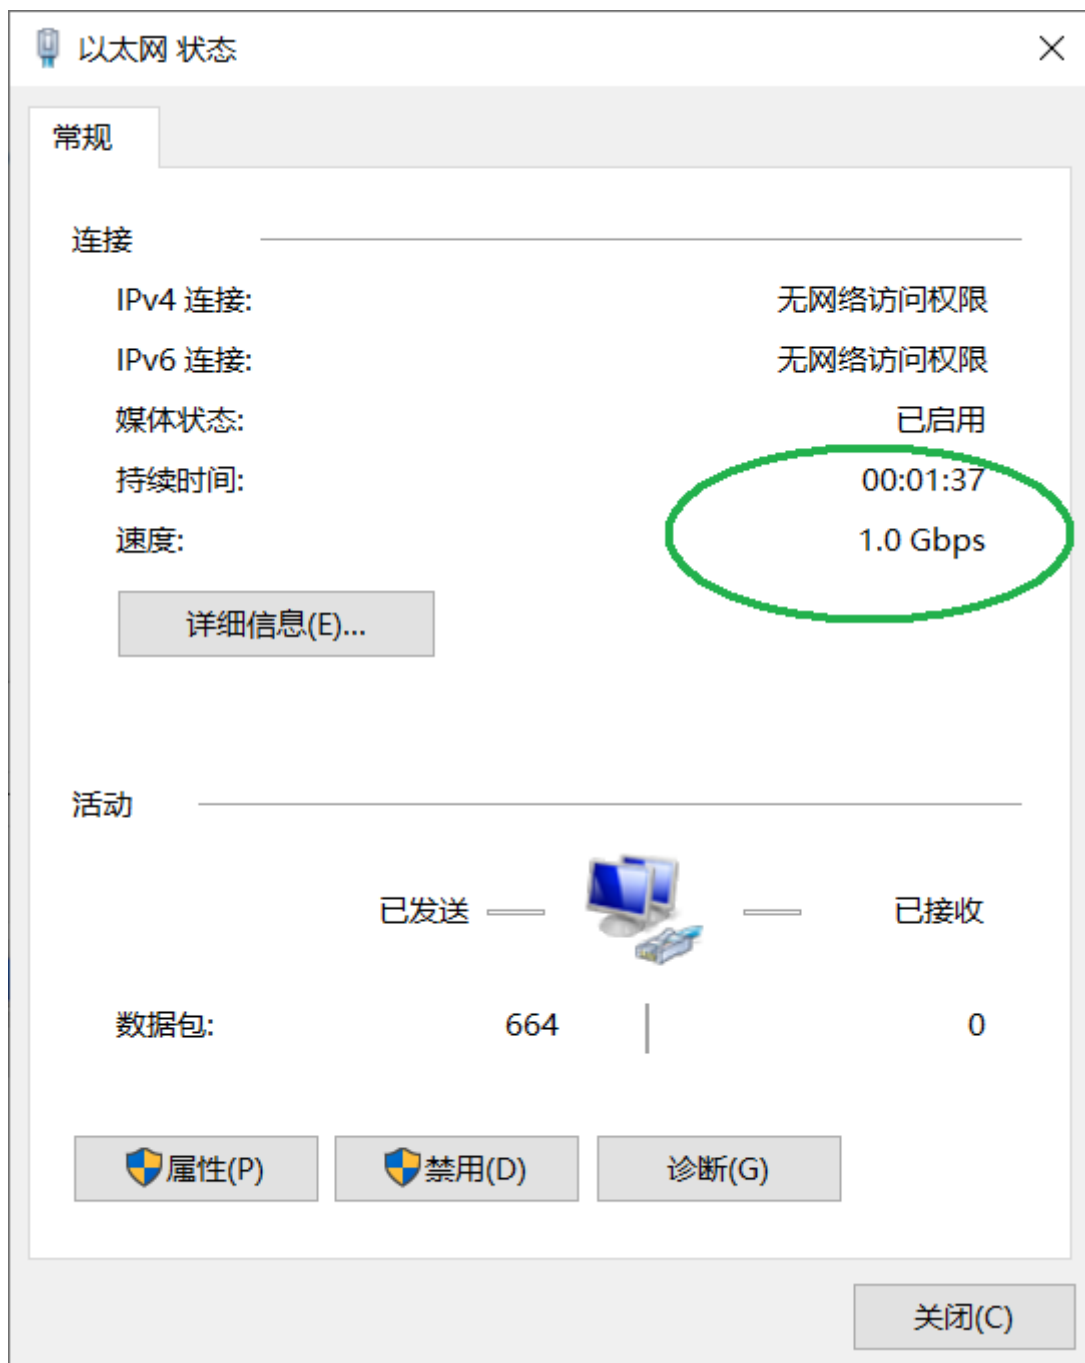 以太网 状态
常规
连接
IPv4 连接: 无网络访问权限
IPv6 连接: 无网络访问权限
媒体状态: 已启用
持续时间: 00:01:37
速度: 1.0 Gbps
详细信息(E)...
活动
已发送 已接收
数据包: 664 0
属性(P) 禁用(D) 诊断(G)
关闭(C)